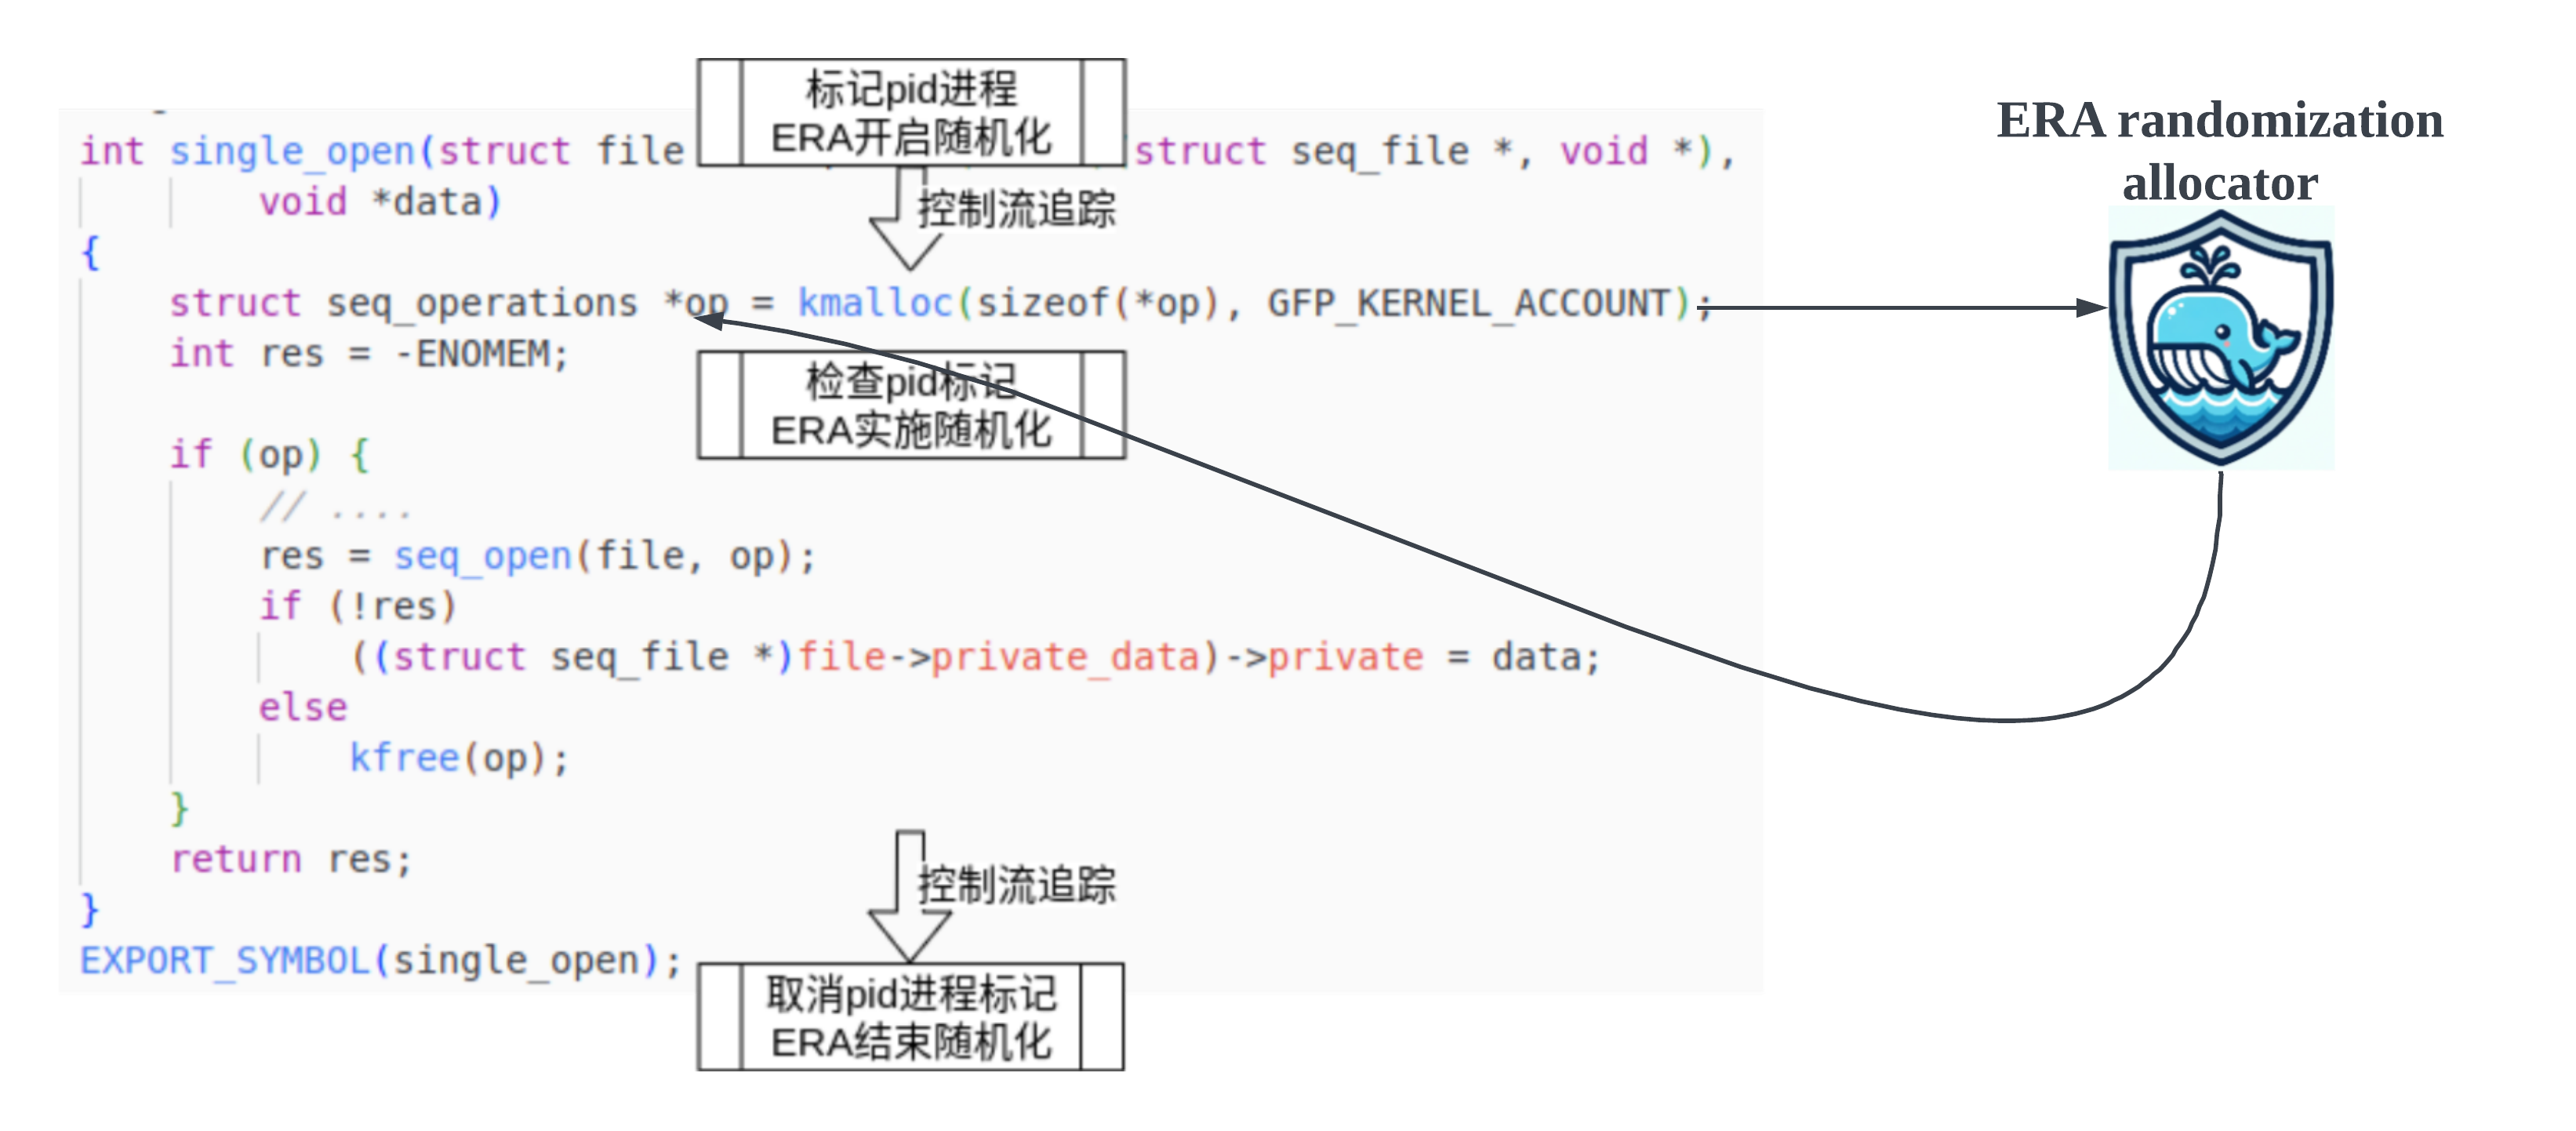 标记pid进程
ERA开启随机化
ERA randomization
allocator
int single_open(struct file struct seq_file *, void *),
void *data)
控制流追踪
{
struct seq_operations *op = kmalloc(sizeof(*op), GFP_KERNEL_ACCOUNT);
int res = -ENOMEM;
检查pid标记
ERA实施随机化
if (op) {
// ....
res = seq_open(file, op);
if (!res)
((struct seq_file *)file->private_data)->private = data;
else
kfree(op);
}
return res;
控制流追踪
}
EXPORT_SYMBOL(single_open);
取消pid进程标记
ERA结束随机化